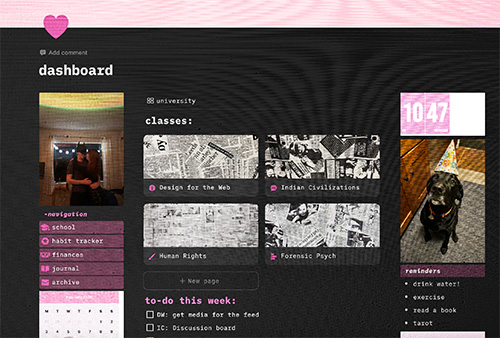 Add comment
dashboard
university
classes:
Design for the Web
Indian Civilizations
Human Rights
Forensic Psych
+ New page
to-do this week:
DW: get media for the feed
IC: Discussion board
-navigation
school
habit tracker
finances
journal
archive
10 47
reminders
drink water!
exercise
read a book
tarot